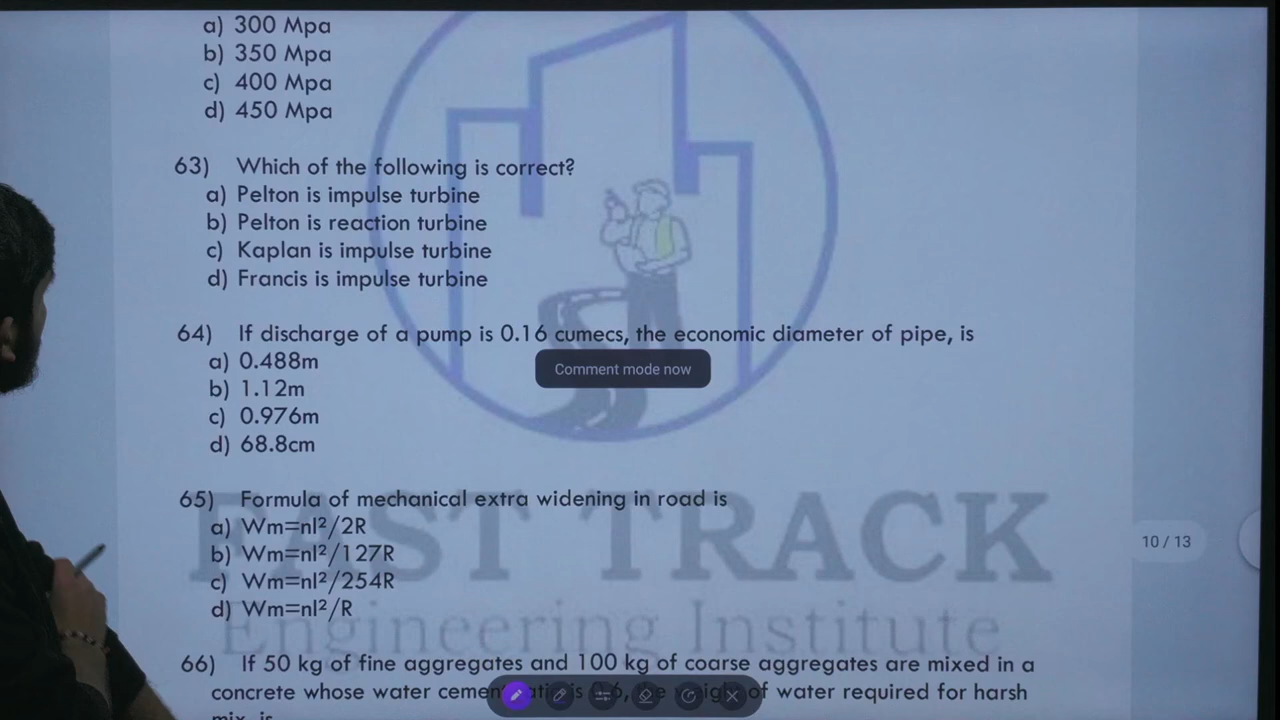 a) 300 Mpa
b) 350 Mpa
c) 400 Mpa
d) 450 Mpa
63) Which of the following is correct?
a) Pelton is impulse turbine
b) Pelton is reaction turbine
c) Kaplan is impulse turbine
d) Francis is impulse turbine
64) If discharge of a pump is 0.16 cumecs, the economic diameter of pipe, is
a) 0.488m
Comment mode now
b) 1.12m
c) 0.976m
d) 68.8cm
65) Formula of mechanical extra widening in road is
a) Wm=nl²/2R
b) Wm=nl²/127R
c) Wm=nl²/254R
d) Wm=nl²/R
FAST TRACK
Engineering Institute
10 / 13
66) If 50 kg of fine aggregates and 100 kg of coarse aggregates are mixed in a
concrete whose water of water required for harsh
mix, is